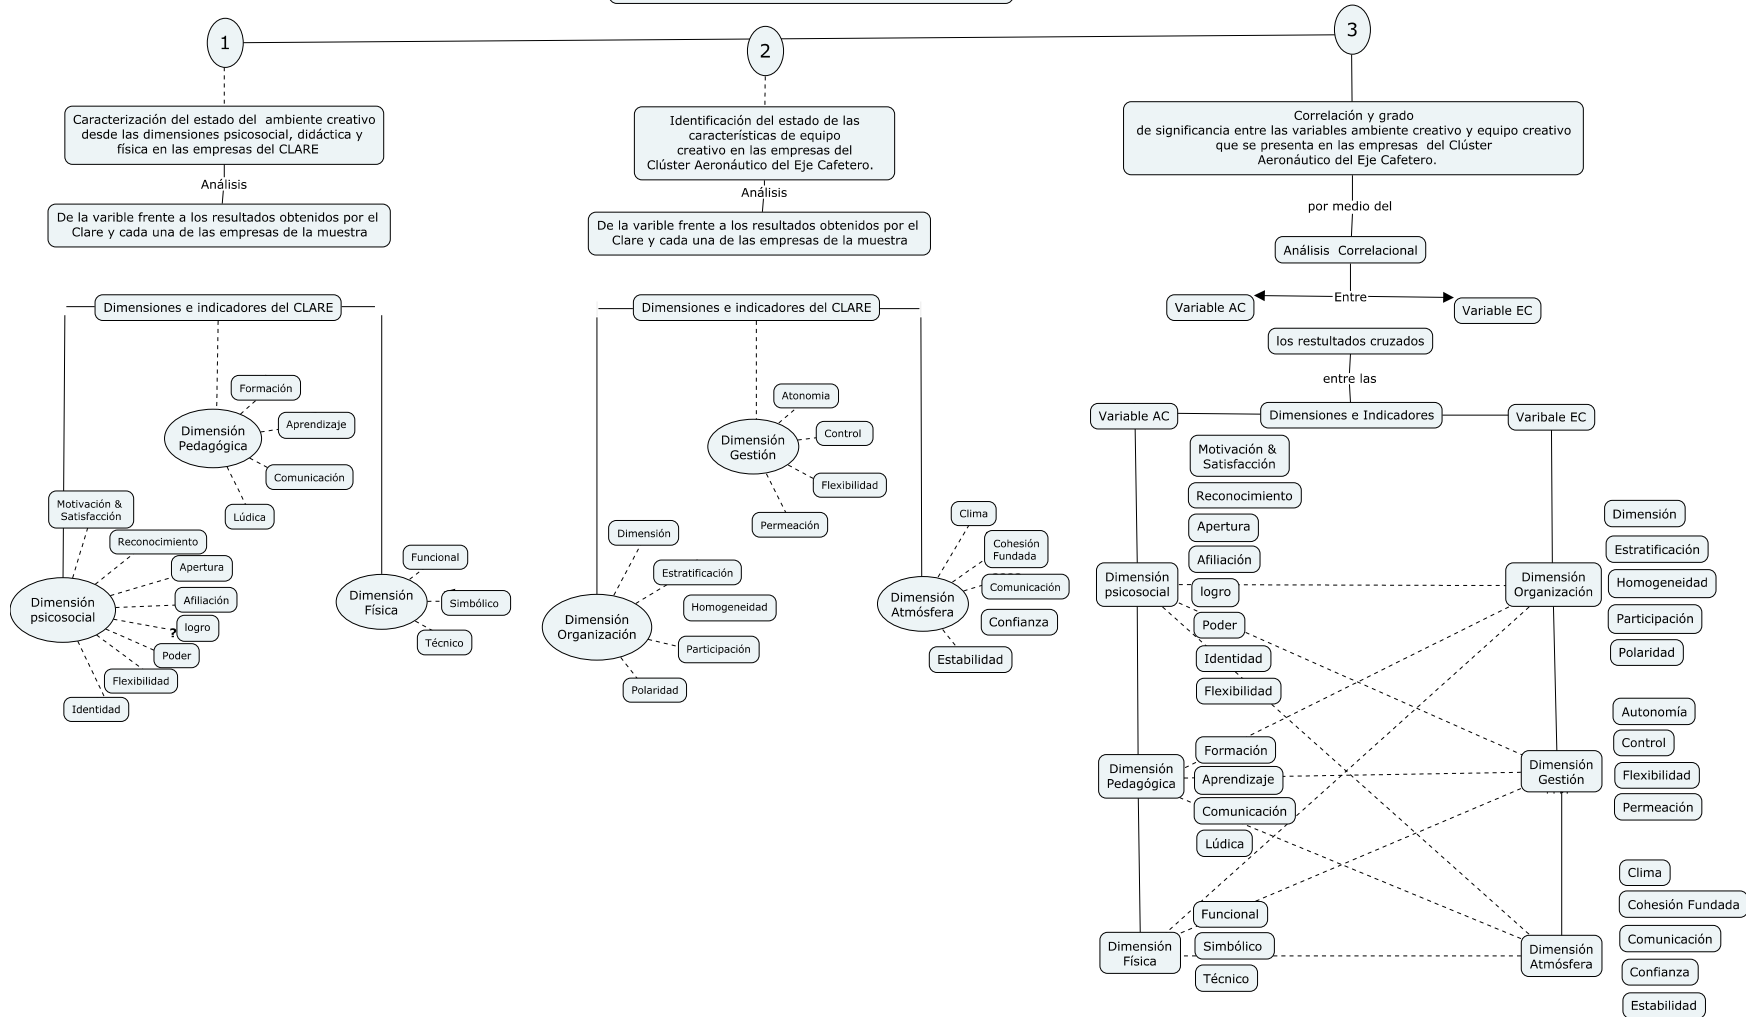 1
2
3
Caracterización del estado del ambiente creativo
desde las dimensiones psicosocial, didáctica y
física en las empresas del CLARE
Análisis
De la varible frente a los resultados obtenidos por el
Clare y cada una de las empresas de la muestra
Dimensiones e indicadores del CLARE
Formación
Dimensión
Pedagógica
Aprendizaje
Comunicación
Lúdica
Motivación &
Satisfacción
Reconocimiento
Apertura
Afiliación
Dimensión
psicosocial
logro
?
Poder
Flexibilidad
Identidad
Funcional
Dimensión
Física
Simbólico
Técnico
Identificación del estado de las
características de equipo
creativo en las empresas del
Clúster Aeronáutico del Eje Cafetero.
Análisis
De la varible frente a los resultados obtenidos por el
Clare y cada una de las empresas de la muestra
Dimensiones e indicadores del CLARE
Atonomia
Dimensión
Gestión
Control
Flexibilidad
Permeación
Dimensión
Estratificación
Homogeneidad
Dimensión
Organización
Participación
Polaridad
Clima
Cohesión
Fundada
Comunicación
Dimensión
Atmósfera
Confianza
Estabilidad
Correlación y grado
de significancia entre las variables ambiente creativo y equipo creativo
que se presenta en las empresas del Clúster
Aeronáutico del Eje Cafetero.
por medio del
Análisis Correlacional
Entre
Variable AC
Variable EC
los restultados cruzados
entre las
Variable AC
Dimensiones e Indicadores
Varibale EC
Motivación &
Satisfacción
Reconocimiento
Apertura
Afiliación
Dimensión
psicosocial
logro
Poder
Identidad
Flexibilidad
Formación
Dimensión
Pedagógica
Aprendizaje
Comunicación
Lúdica
Funcional
Dimensión
Física
Simbólico
Técnico
Dimensión
Estratificación
Dimensión
Organización
Homogeneidad
Participación
Polaridad
Autonomía
Control
Dimensión
Gestión
Flexibilidad
Permeación
Clima
Cohesión Fundada
Comunicación
Dimensión
Atmósfera
Confianza
Estabilidad